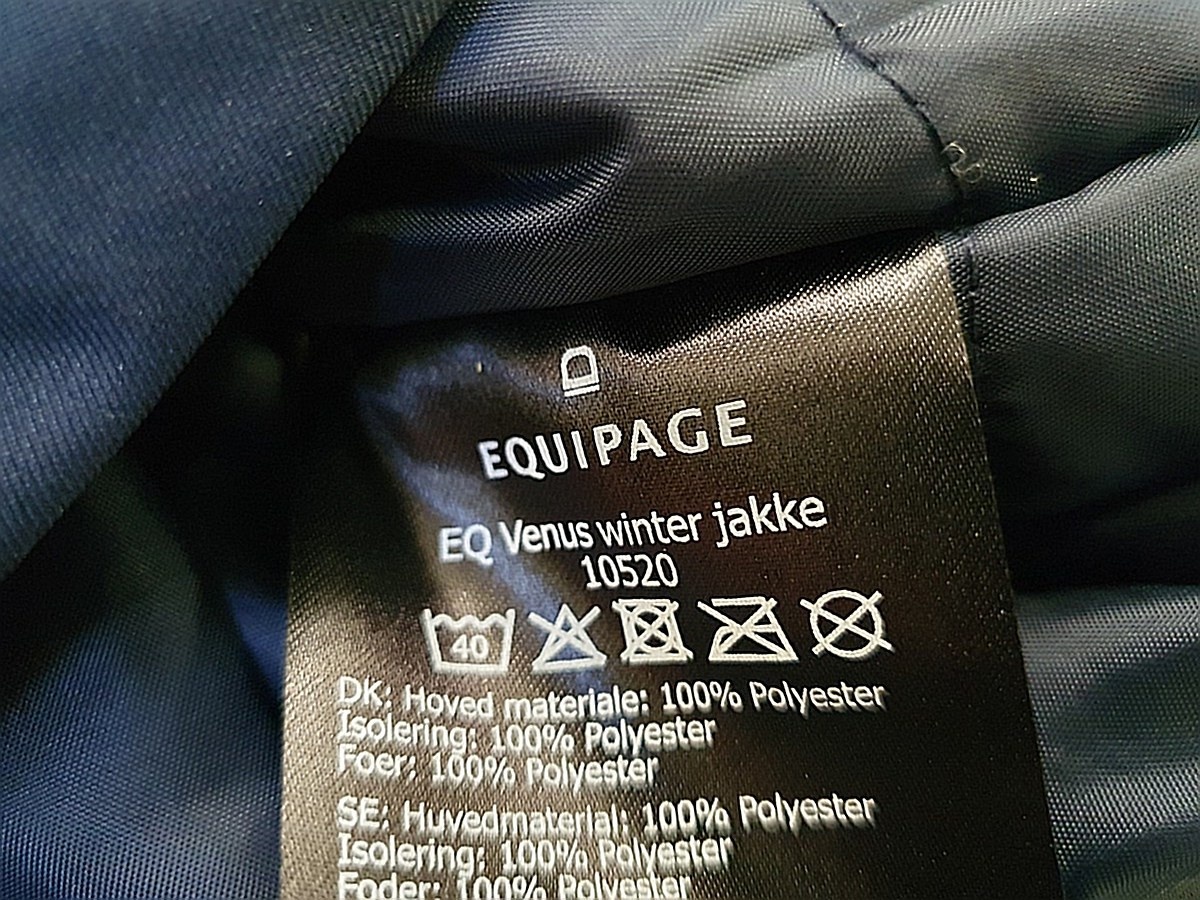 EQUIPAGE
EQ Venus winter jakke
10520
40
DK: Hoved materiale: 100% Polyester
Isolering: 100% Polyester
Foer: 100% Polyester
SE: Huvedmaterial: 100% Polyester
Isolering: 100% Polyester
Foder: 100% Polyester